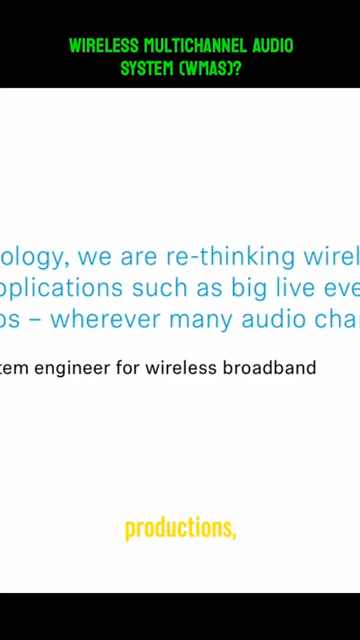 WIRELESS MULTICHANNEL AUDIO
SYSTEM (WMAS)?
ology, we are re-thinking wirel
pplications such as big live eve
os – wherever many audio cha
tem engineer for wireless broadband
productions,